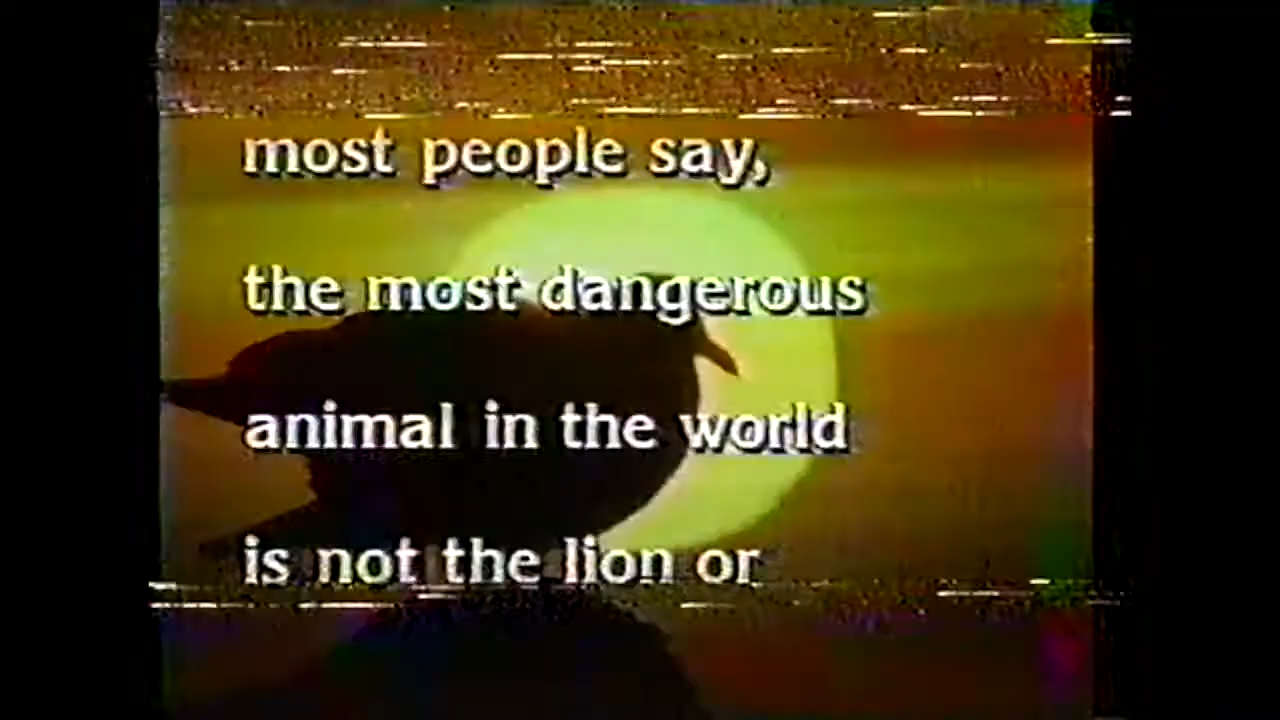 most people say,
the most dangerous
animal in the world
is not the lion or